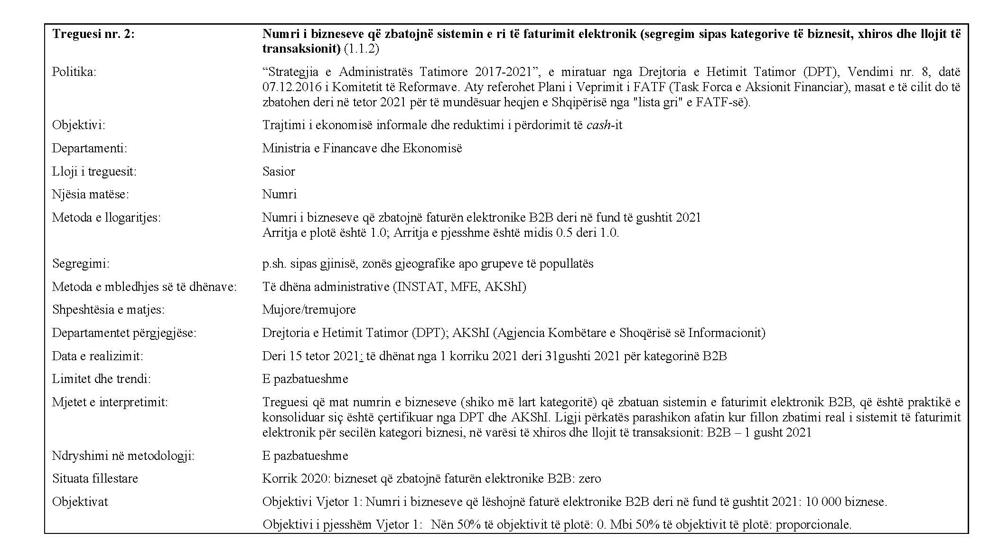 Treguesi nr. 2: Numri i bizneseve që zbatojnë sistemin e ri të faturimit elektronik (segregim sipas kategorive të biznesit, xhiros dhe llojit të
transaksionit) (1.1.2)
Politika: “Strategjia e Administratës Tatimore 2017-2021”, e miratuar nga Drejtoria e Hetimit Tatimor (DPT), Vendimi nr. 8, datë
07.12.2016 i Komitetit të Reformave. Aty referohet Plani i Veprimit i FATF (Task Forca e Aksionit Financiar), masat e të cilit do të
zbatohen deri në tetor 2021 për të mundësuar heqjen e Shqipërisë nga "lista gri" e FATF-së).
Objektivi: Trajtimi i ekonomisë informale dhe reduktimi i përdorimit të cash-it
Departamenti: Ministria e Financave dhe Ekonomisë
Lloji i treguesit: Sasior
Njësia matëse: Numri
Metoda e llogaritjes: Numri i bizneseve që zbatojnë faturën elektronike B2B deri në fund të gushtit 2021
Arritja e plotë është 1.0; Arritja e pjesshme është midis 0.5 deri 1.0.
Segregimi: p.sh. sipas gjinisë, zonës gjeografike apo grupeve të popullatës
Metoda e mbledhjes së të dhënave: Të dhëna administrative (INSTAT, MFE, AKShI)
Shpeshtësia e matjes: Mujore/tremujore
Departamentet përgjegjëse: Drejtoria e Hetimit Tatimor (DPT); AKShI (Agjencia Kombëtare e Shoqërisë së Informacionit)
Data e realizimit: Deri 15 tetor 2021: të dhënat nga 1 korriku 2021 deri 31gushti 2021 për kategorinë B2B
Limitet dhe trendi: E pazbatueshme
Mjetet e interpretimit: Treguesi që mat numrin e bizneseve (shiko më lart kategoritë) që zbatuan sistemin e faturimit elektronik B2B, që është praktikë e
konsoliduar siç është çertifikuar nga DPT dhe AKShI. Ligji përkatës parashikon afatin kur fillon zbatimi real i sistemit të faturimit
elektronik për secilën kategori biznesi, në varësi të xhiros dhe llojit të transaksionit: B2B – 1 gusht 2021
Ndryshimi në metodologji: E pazbatueshme
Situata fillestare Korrik 2020: bizneset që zbatojnë faturën elektronike B2B: zero
Objektivat Objektivi Vjetor 1: Numri i bizneseve që lëshojnë faturë elektronike B2B deri në fund të gushtit 2021: 10 000 biznese.
Objektivi i pjesshëm Vjetor 1: Nën 50% të objektivit të plotë: 0. Mbi 50% të objektivit të plotë: proporcionale.